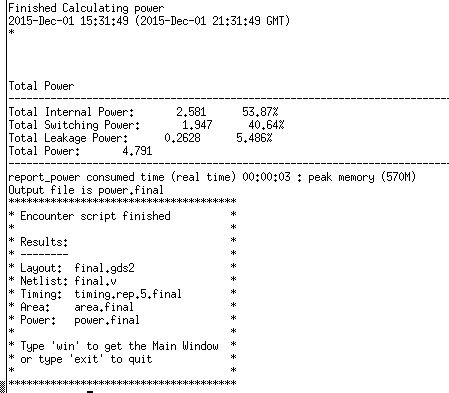 Finished Calculating power
2015-Dec-01 15:31:49 (2015-Dec-01 21:31:49 GMT)
*
Total Power
-----------------------------------------------------------------
Total Internal Power: 2.581 53.87%
Total Switching Power: 1.947 40.64%
Total Leakage Power: 0.2628 5.486%
Total Power: 4.791
-----------------------------------------------------------------
report_power consumed time (real time) 00:00:03 : peak memory (570M)
Output file is power.final
**************************************
* Encounter script finished *
* *
* Results: *
* -------- *
* Layout: final.gds2 *
* Netlist: final.v *
* Timing: timing.rep.5.final *
* Area: area.final *
* Power: power.final *
* *
* Type 'win' to get the Main Window *
* or type 'exit' to quit *
* *
**************************************